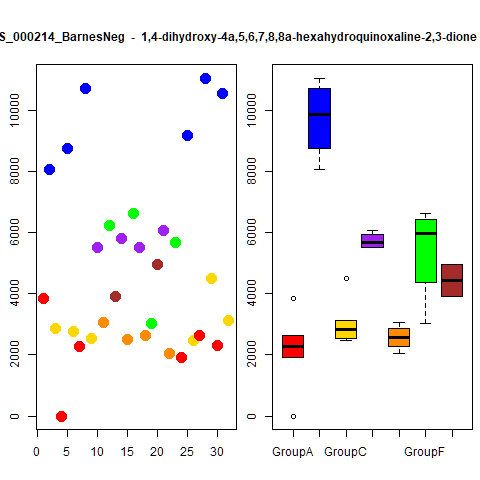 S_000214_BarnesNeg - 1,4-dihydroxy-4a,5,6,7,8,8a-hexahydroquinoxaline-2,3-dione
0 2000 4000 6000 8000 10000
0 5 10 15 20 25 30
0 2000 4000 6000 8000 10000
GroupA GroupC GroupF